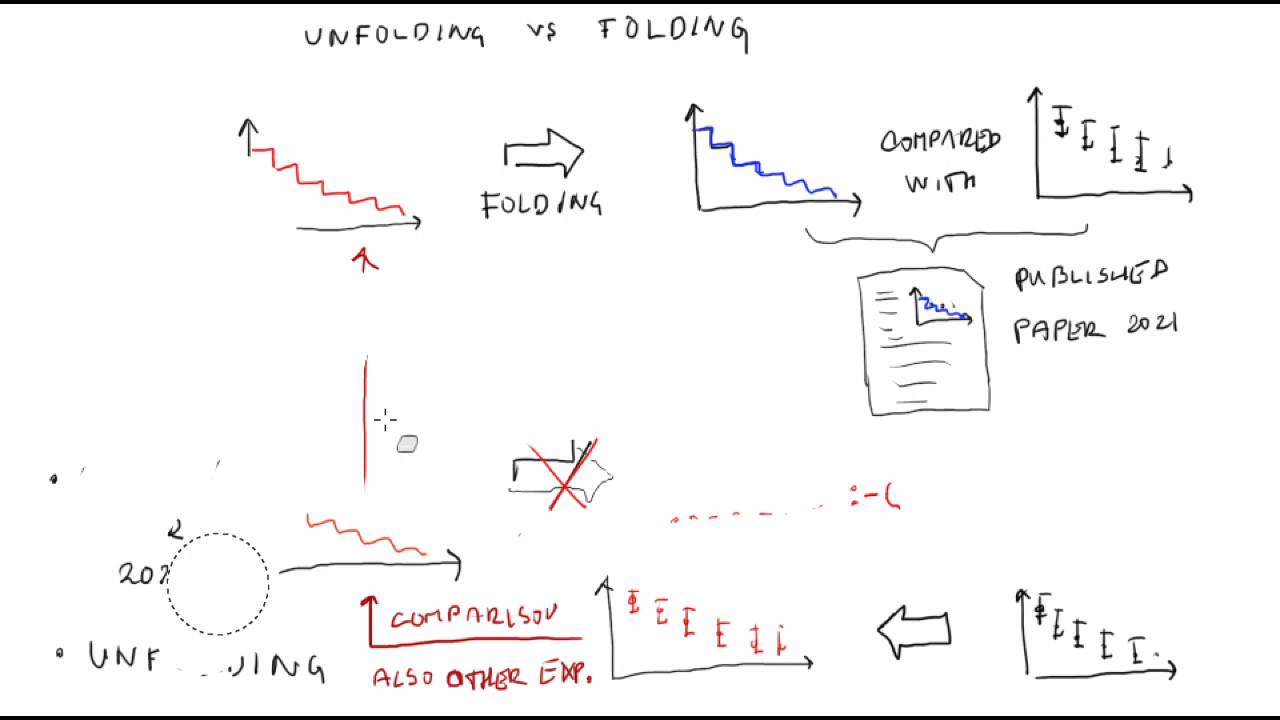 UNFOLDING vs FOLDING
FOLDING
COMPARED
WITH
PUBLISHED
PAPER 2021
:-(
COMPARISON
ALSO OTHER EXP.